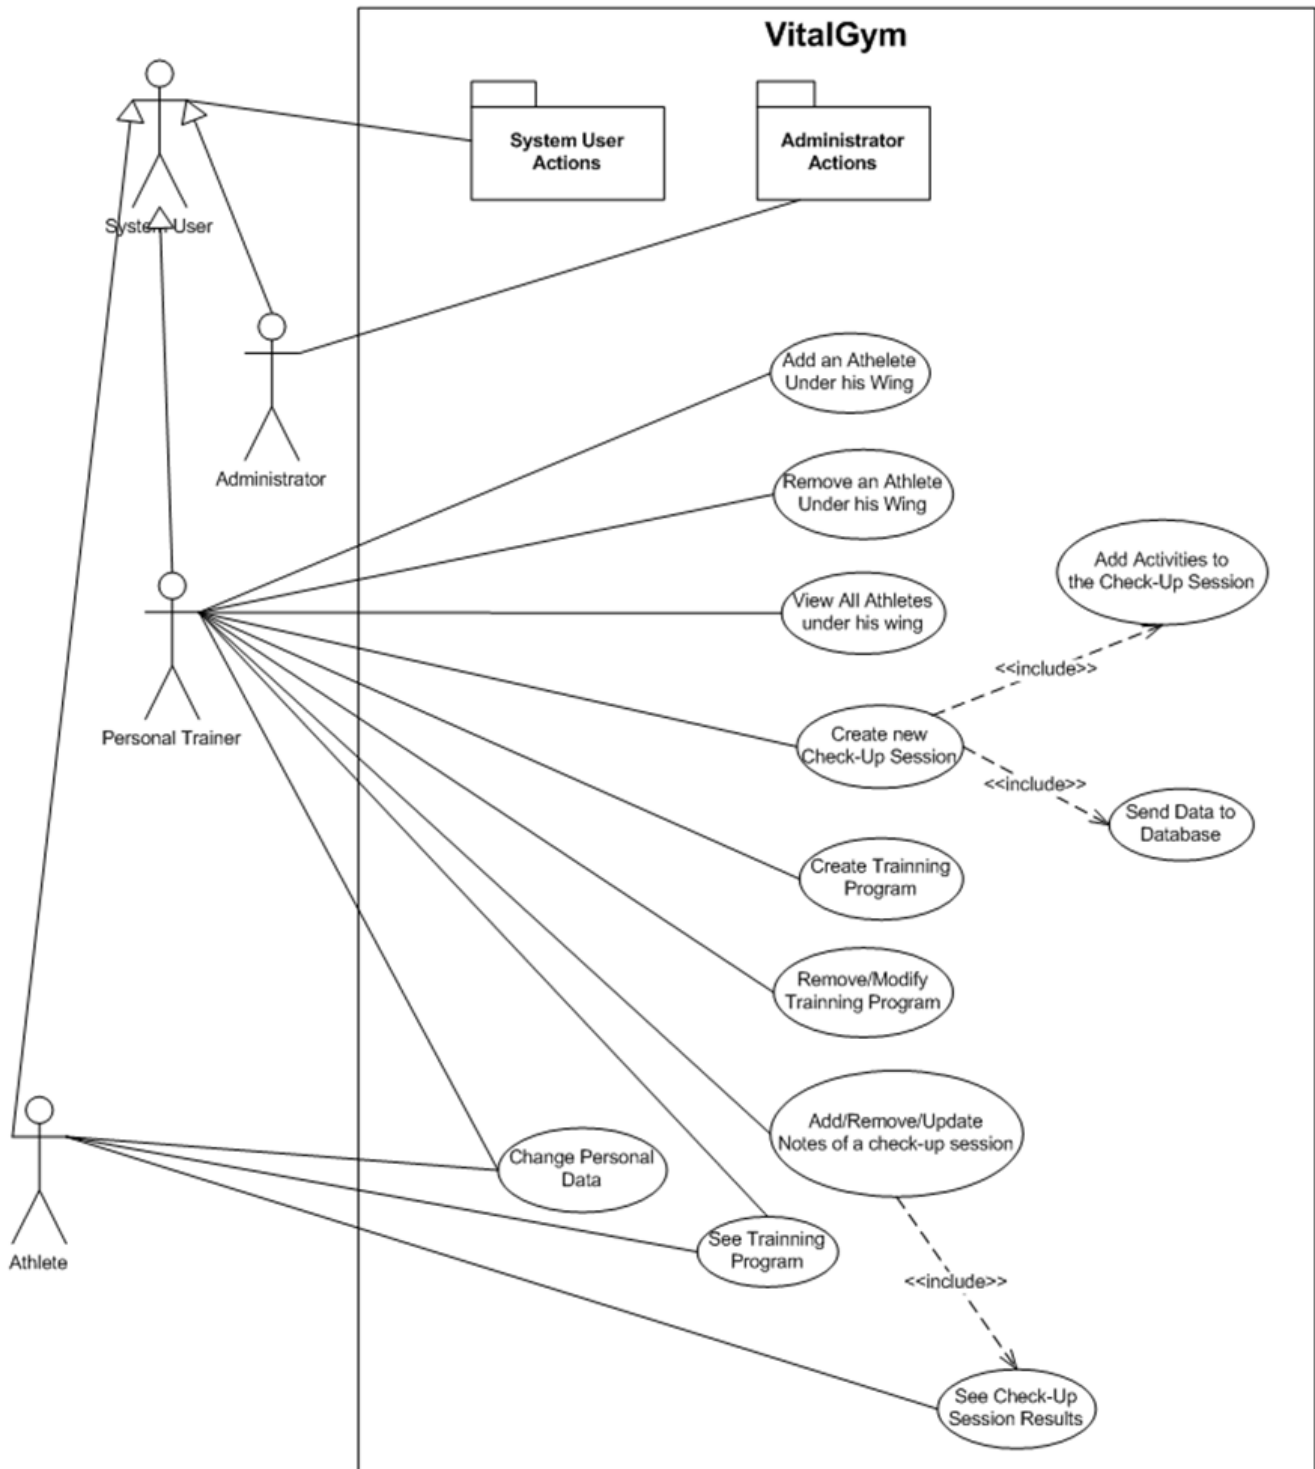 VitalGym
System User
Actions
Administrator
Actions
System User
Add an Athelete
Under his Wing
Administrator
Remove an Athlete
Under his Wing
Add Activities to
the Check-Up Session
View All Athletes
under his wing
<<include>>
Personal Trainer
Create new
Check-Up Session
<<include>>
Send Data to
Database
Create Trainning
Program
Remove/Modify
Trainning Program
Add/Remove/Update
Notes of a check-up session
Change Personal
Data
See Trainning
Program
Athlete
<<include>>
See Check-Up
Session Results